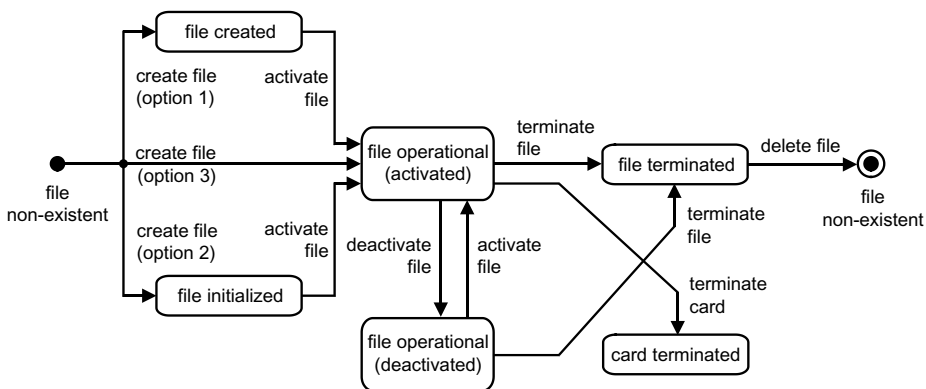 file created
create file
(option 1)
activate
file
file
non-existent
create file
(option 3)
file operational
(activated)
terminate
file
file terminated
delete file
file
non-existent
create file
(option 2)
activate
file
deactivate
file
activate
file
terminate
file
file initialized
terminate
card
file operational
(deactivated)
card terminated